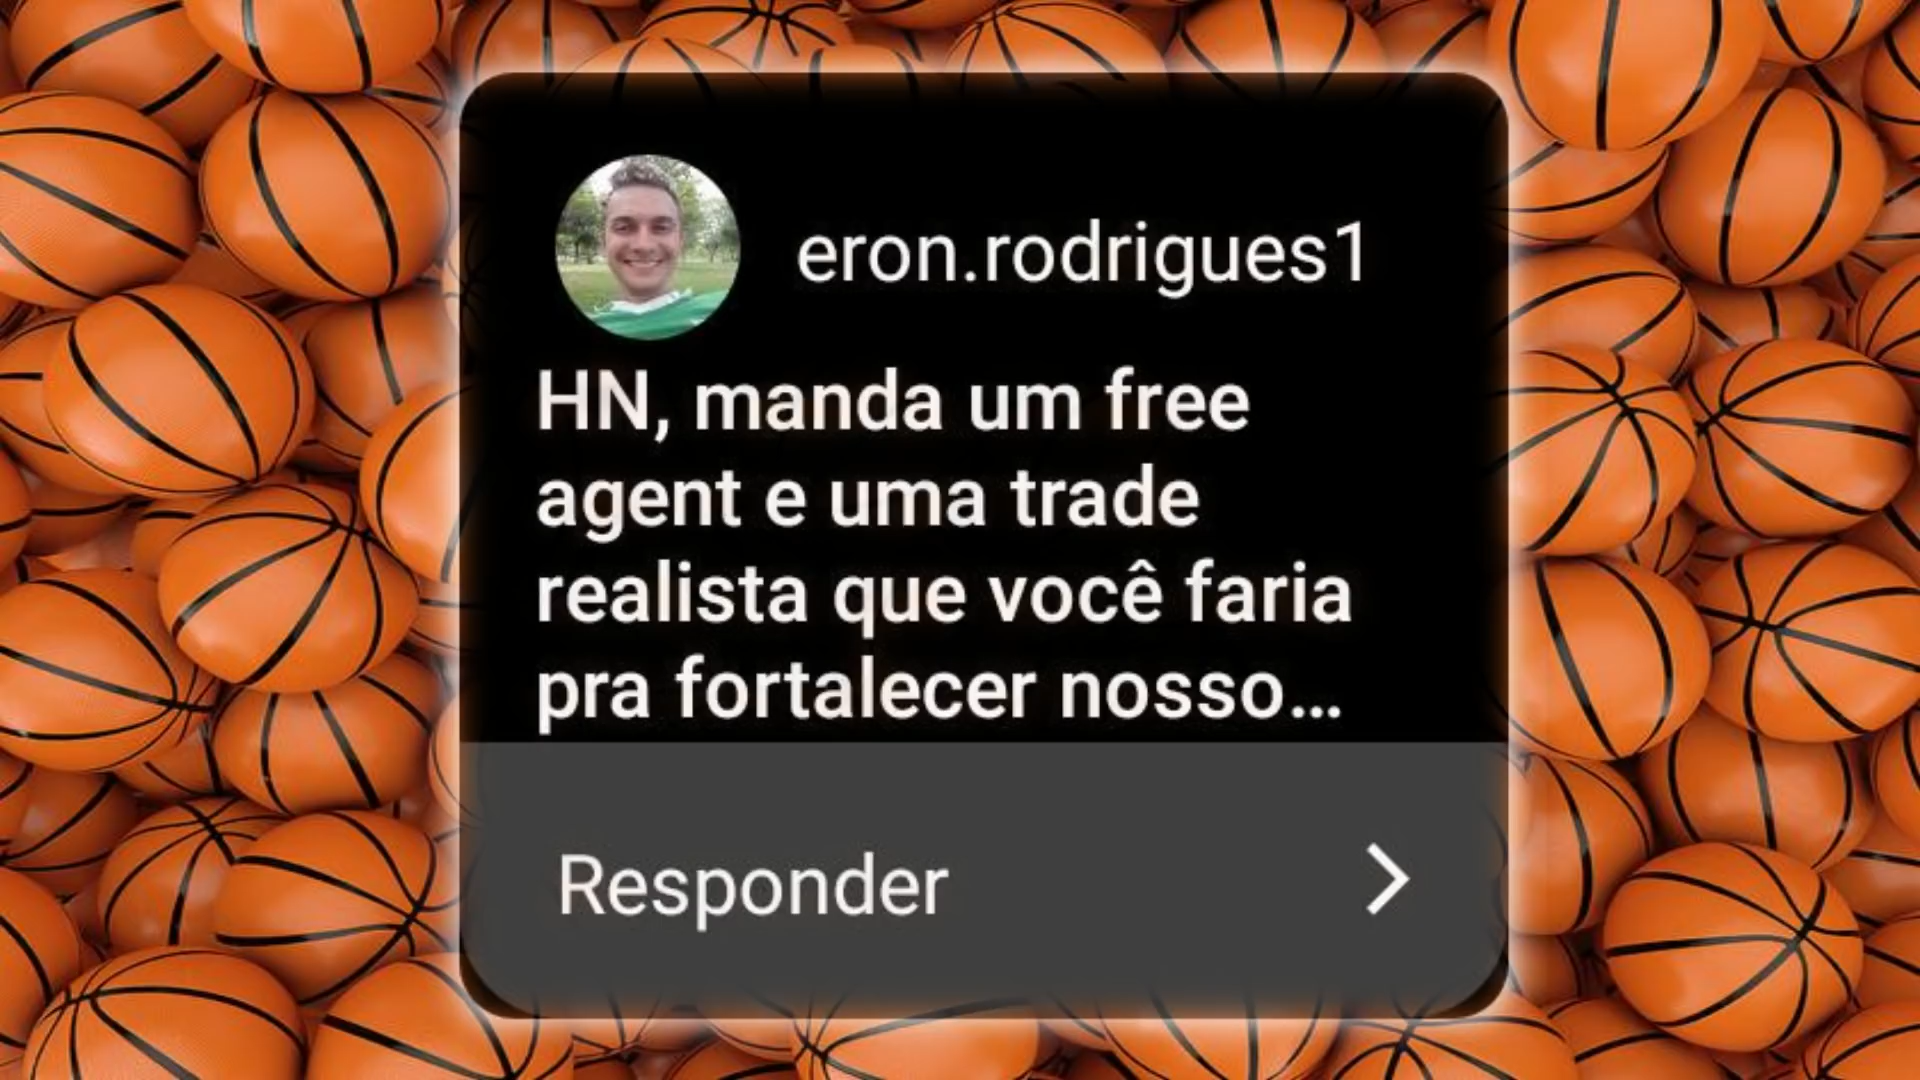 eron.rodrigues1
HN, manda um free
agent e uma trade
realista que você faria
pra fortalecer nosso...
Responder